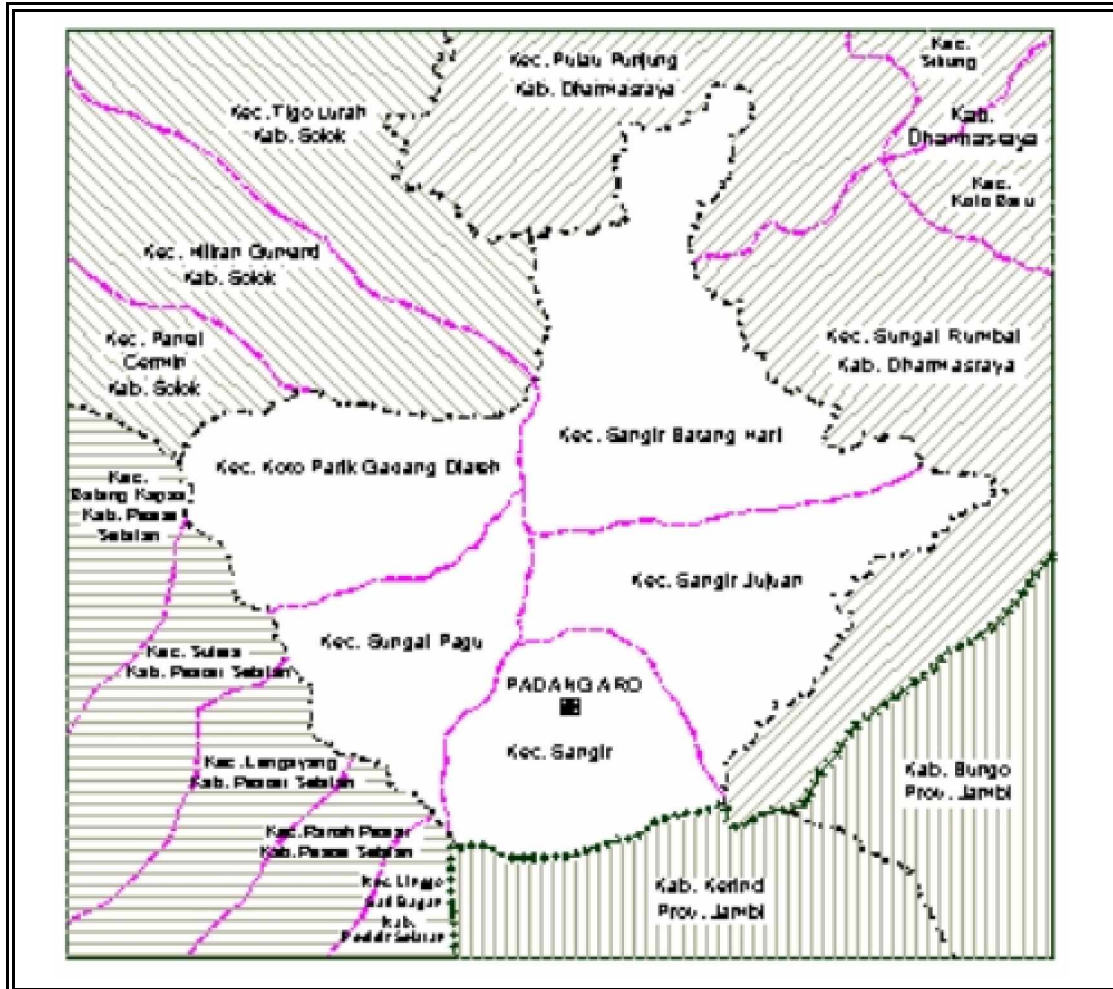 Kec. Pulau Punjung
Kab. Dharmasraya
Kec.
Kab.
Dharmasraya
Kec.
Koto Baru
Kec. Tigo Lurah
Kab. Solok
Kec. Hiliran Gumanti
Kab. Solok
Kec. Pantai
Cermin
Kab. Solok
Kec. Sungai Rumbai
Kab. Dharmasraya
Kec. Sangir Batang Hari
Kec. Koto Parik Gadang Diateh
Kec.
Batang Kapas
Kab. Pesisir
Selatan
Kec. Sangir Jujuan
Kec. Sungai Pagu
Kec. Sutera
Kab. Pesisir Selatan
PADANG ARO
Kec. Sangir
Kec. Lengayang
Kab. Pesisir Selatan
Kab. Bungo
Prov. Jambi
Kec. Ranah Pesisir
Kab. Pesisir Selatan
Kec. Linggo
Kab.
Kab. Kerinci
Prov. Jambi